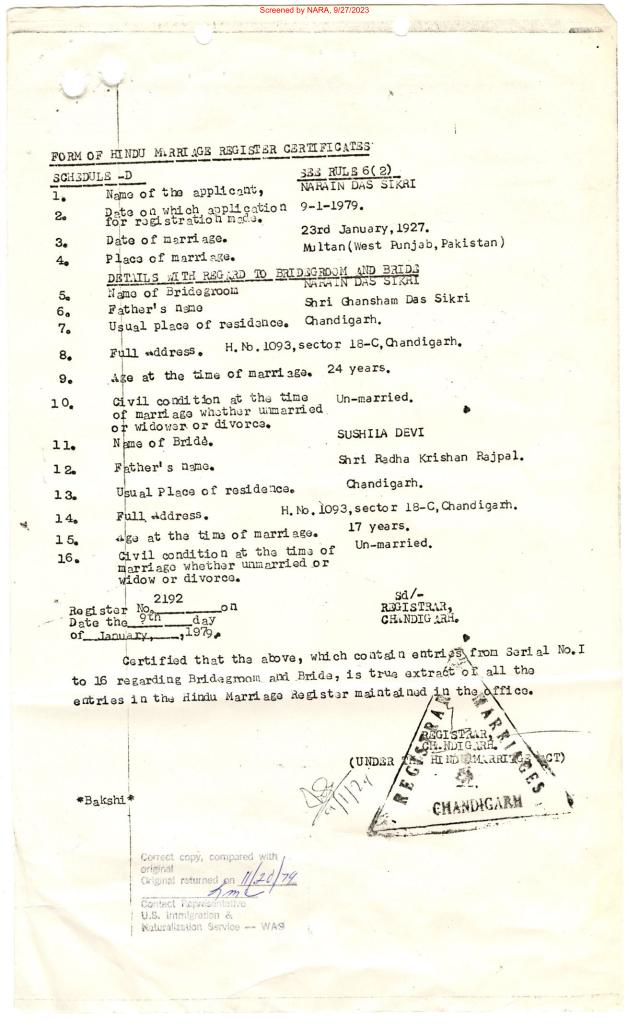 Screened by NARA, 9/27/2023
FORM OF HINDU MARRIAGE REGISTER CERTIFICATES
SCHEDULE -D SEE RULE 6(2)
1. Name of the applicant, NARAIN DAS SIKRI
2. Date on which application for registration made. 9-1-1979.
3. Date of marriage. 23rd January,1927.
4. Place of marriage. Multan(West Punjab,Pakistan)
DETAILS WITH REGARD TO BRIDEGROOM AND BRIDE
5. Name of Bridegroom NARAIN DAS SIKRI
6. Father's name Shri Ghansham Das Sikri
7. Usual place of residence. Chandigarh.
8. Full address. H.No.1093,sector 18-C,Chandigarh.
9. Age at the time of marriage. 24 years.
10. Civil condition at the time Un-married.
of marriage whether unmarried
or widower or divorce.
11. Name of Bride. SUSHILA DEVI
12. Father's name. Shri Radha Krishan Rajpal.
13. Usual Place of residence. Chandigarh.
14. Full Address. H.No.1093,sector 18-C,Chandigarh.
15. Age at the time of marriage. 17 years.
16. Civil condition at the time of Un-married.
marriage whether unmarried or
widow or divorce.
Register No. 2192 on
Date the 9th day
of January, ,1979.
Sd/-
REGISTRAR,
CHANDIGARH.
Certified that the above, which contain entries from Serial No.I
to 16 regarding Bridegroom and Bride, is true extract of all the
entries in the Hindu Marriage Register maintained in the office.
REGISTRAR,
CHANDIGARH.
(UNDER THE HINDU MARRIAGE ACT)
REGISTRAR MARRINGES
CHANDIGARH
*Bakshi*
Correct copy, compared with
original
Original returned on 11/20/79
Contact Representative
U.S. Immigration &
Naturalization Service — WAS